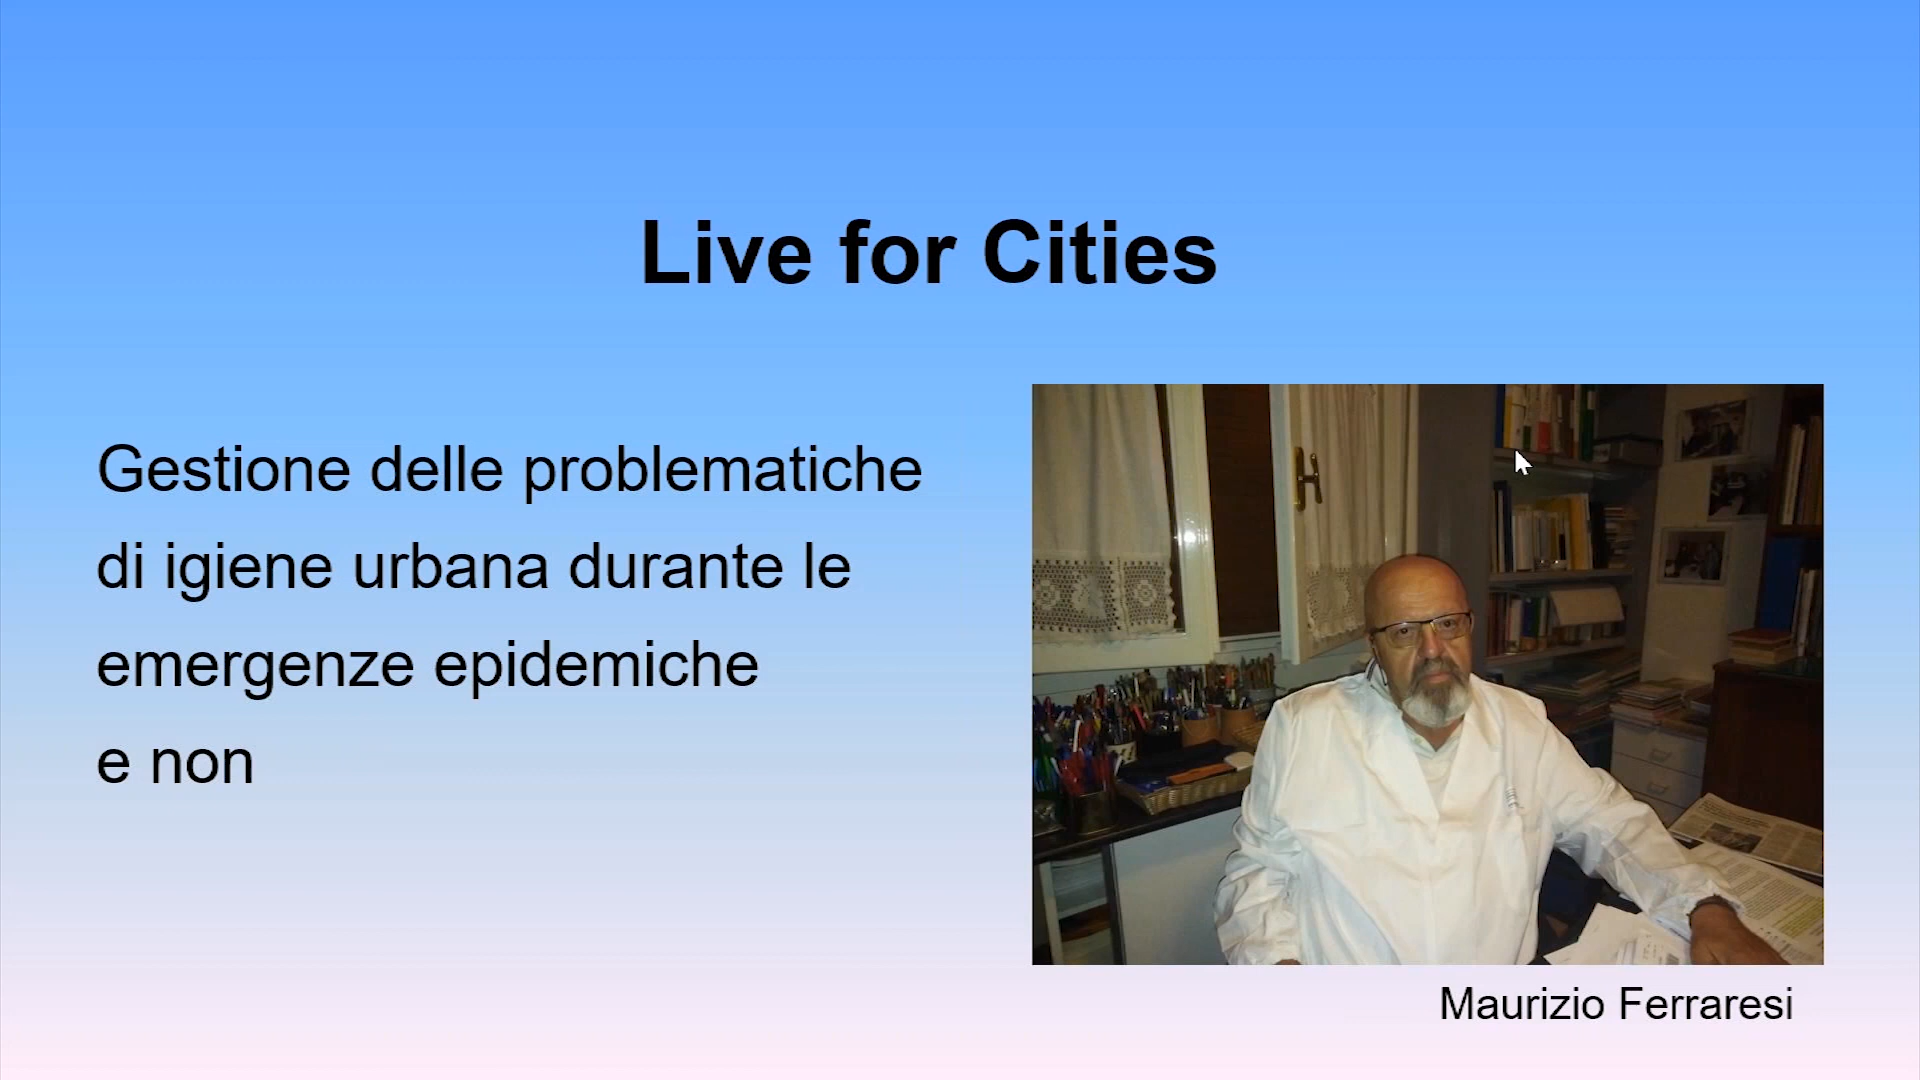 Live for Cities
Gestione delle problematiche
di igiene urbana durante le
emergenze epidemiche
e non
Maurizio Ferraresi